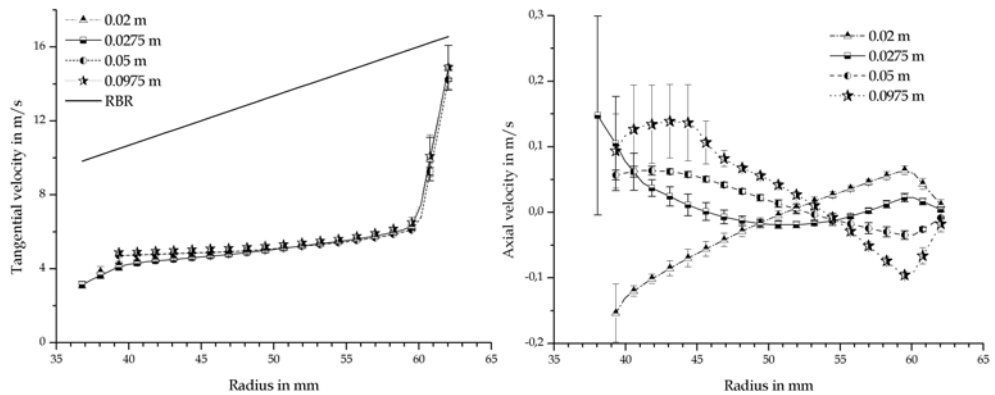 0.02 m
0.0275 m
0.05 m
0.0975 m
RBR
16
12
8
4
0
35 40 45 50 55 60 65
Tangential velocity in m/s
Radius in mm
0,3
0,2
0,1
0,0
-0,1
-0,2
0.02 m
0.0275 m
0.05 m
0.0975 m
35 40 45 50 55 60 65
Axial velocity in m/s
Radius in mm